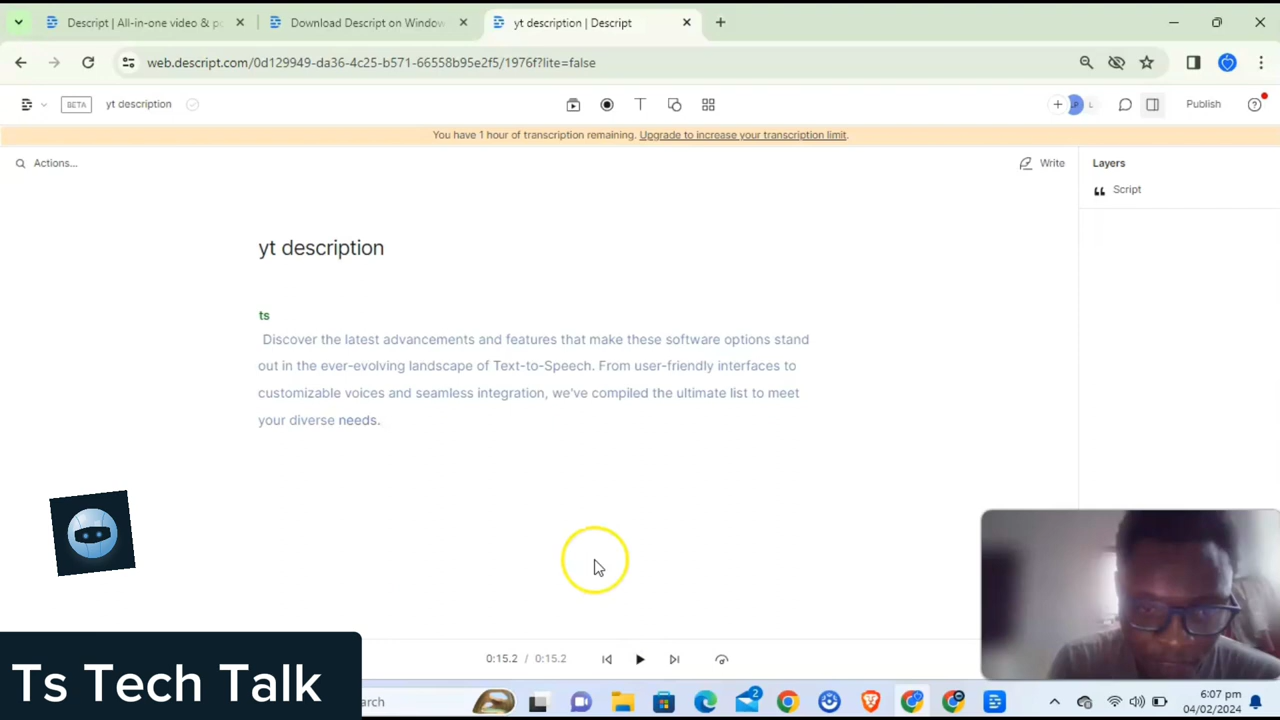 Descript | All-in-one video & po
Download Descript on Window
yt description | Descript
web.descript.com/0d129949-da36-4c25-b571-66558b95e2f5/1976f?lite=false
BETA
yt description
Publish
You have 1 hour of transcription remaining. Upgrade to increase your transcription limit.
Actions...
Write
Layers
Script
yt description
ts
Discover the latest advancements and features that make these software options stand
out in the ever-evolving landscape of Text-to-Speech. From user-friendly interfaces to
customizable voices and seamless integration, we've compiled the ultimate list to meet
your diverse needs.
0:15.2 / 0:15.2
Ts Tech Talk
earch
2
6:07 pm
04/02/2024